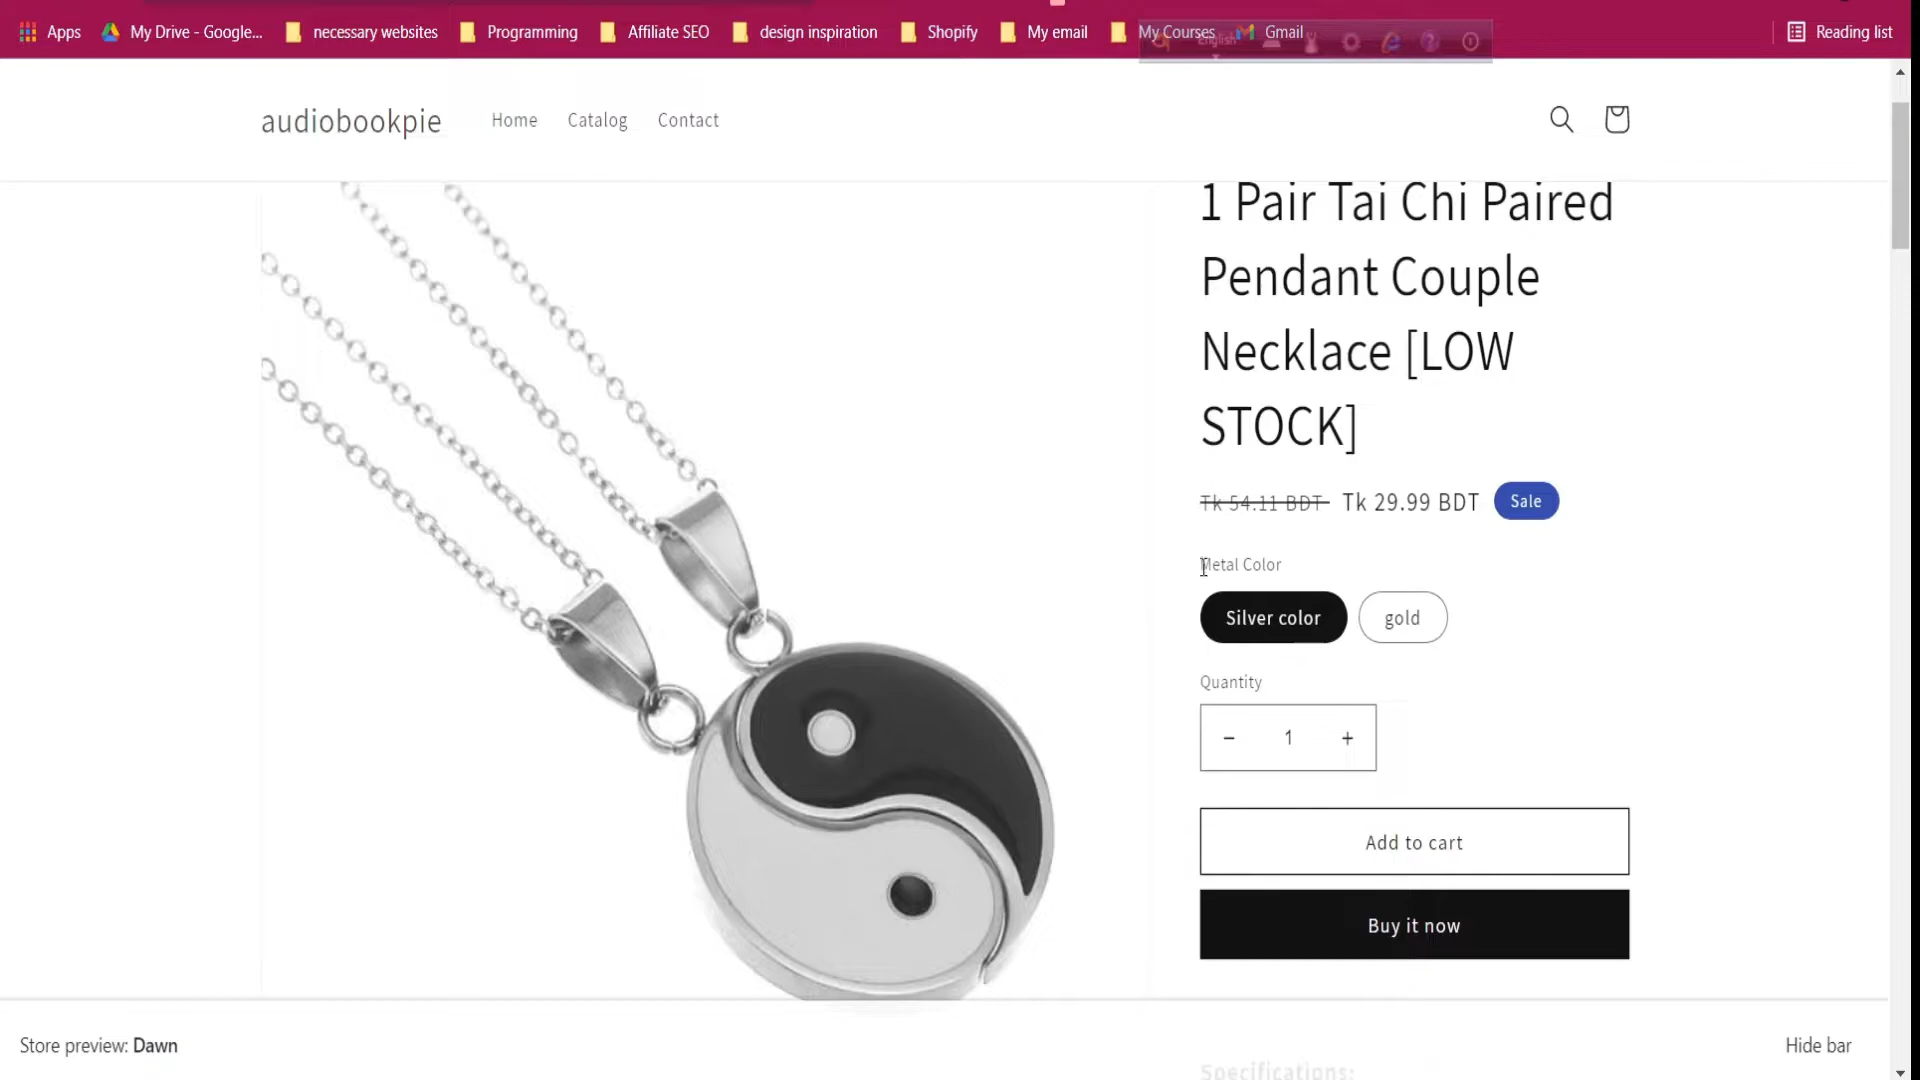 Apps My Drive - Google... necessary websites Programming Affiliate SEO design inspiration Shopify My email My Courses Gmail Reading list
English
audiobookpie Home Catalog Contact
1 Pair Tai Chi Paired
Pendant Couple
Necklace [LOW
STOCK]
Tk 54.11 BDT Tk 29.99 BDT Sale
Metal Color
Silver color gold
Quantity
− 1 +
Add to cart
Buy it now
Store preview: Dawn Hide bar
Specifications: